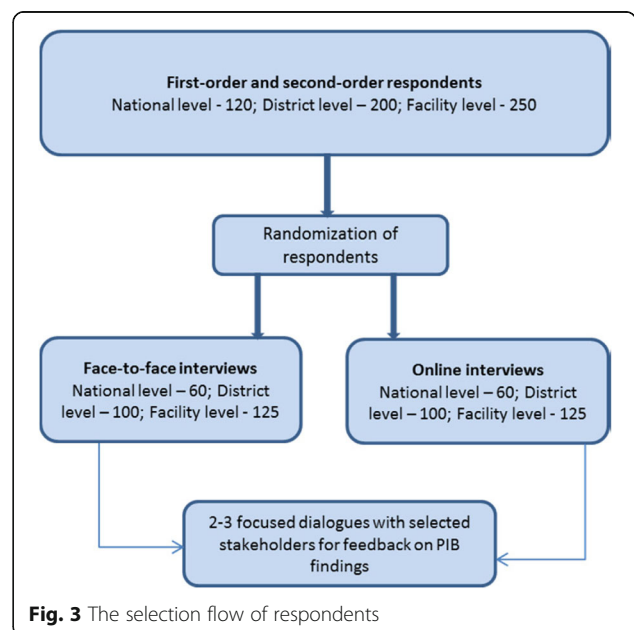 First-order and second-order respondents
National level - 120; District level – 200; Facility level - 250
Randomization of
respondents
Face-to-face interviews
National level – 60; District
level – 100; Facility level - 125
Online interviews
National level – 60; District
level – 100; Facility level - 125
2-3 focused dialogues with selected
stakeholders for feedback on PIB
findings
Fig. 3 The selection flow of respondents